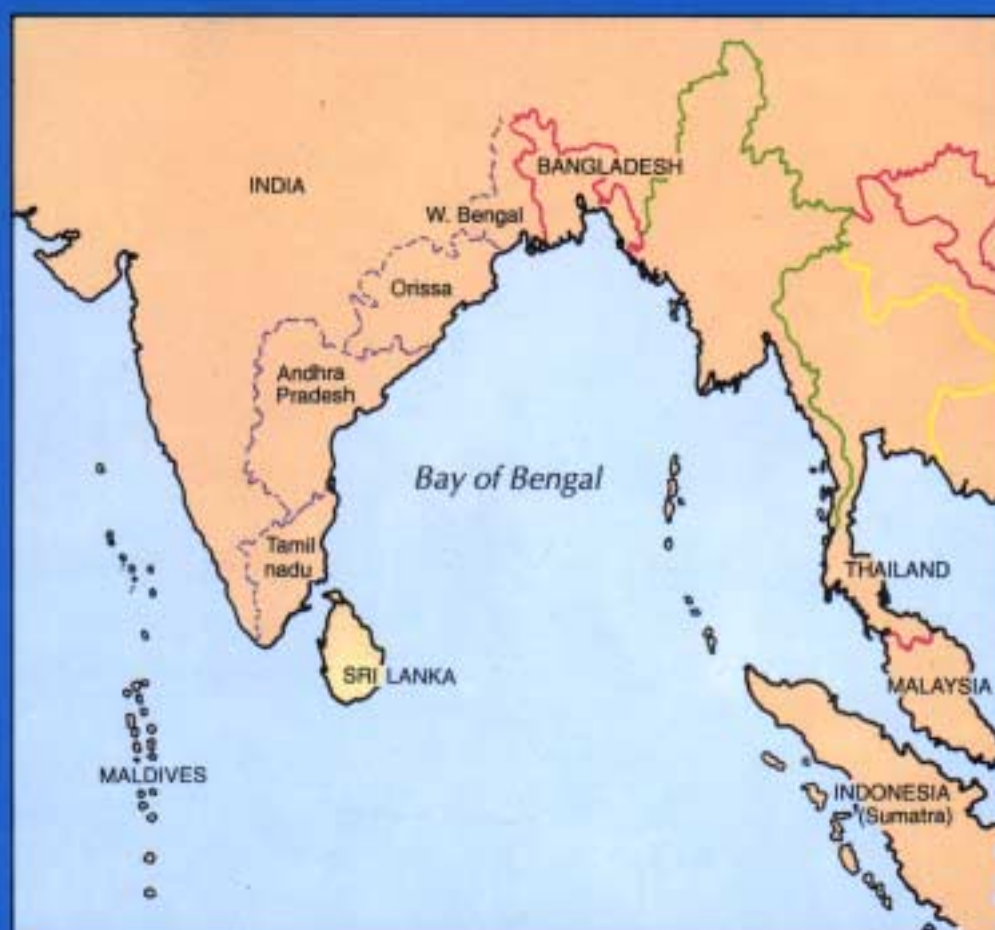 BANGLADESH
INDIA
W. Bengal
Orissa
Andhra
Pradesh
Bay of Bengal
Tamil
nadu
THAILAND
SRI LANKA
MALAYSIA
MALDIVES
INDONESIA
(Sumatra)